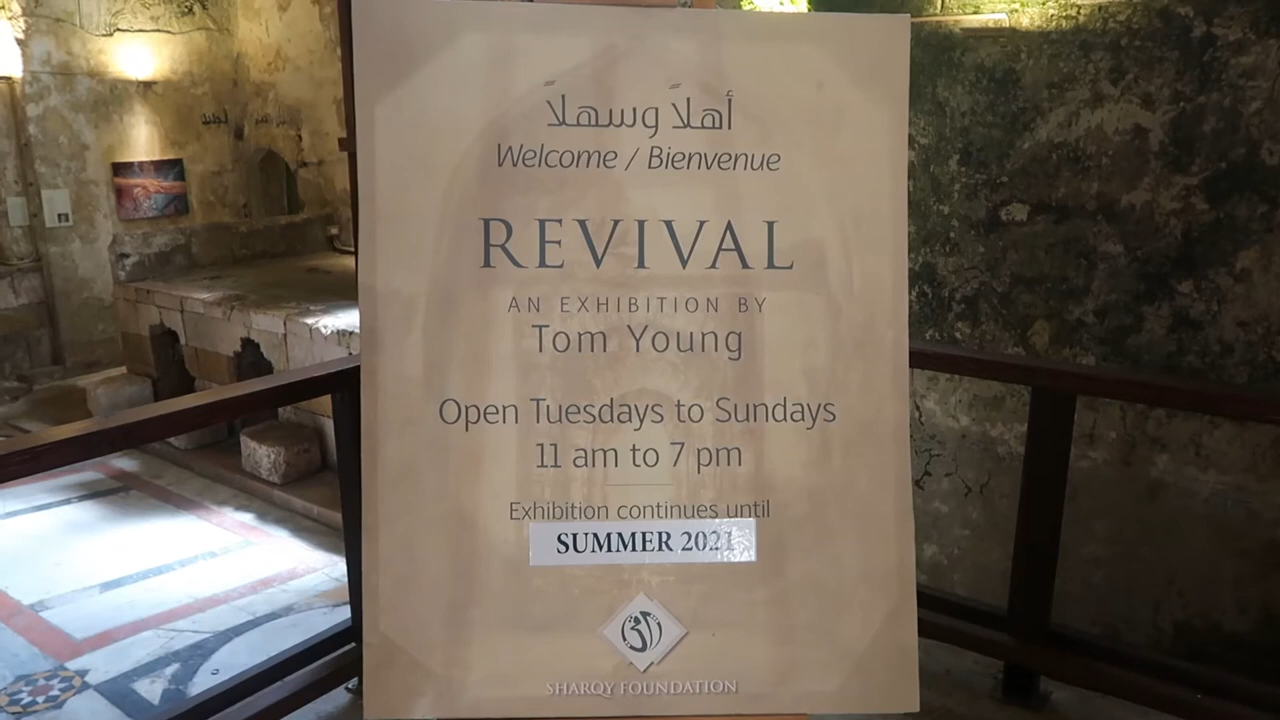 أهلاً وسهلاً
Welcome / Bienvenue
REVIVAL
AN EXHIBITION BY
Tom Young
Open Tuesdays to Sundays
11 am to 7 pm
Exhibition continues until
SUMMER 2021
SHARQY FOUNDATION